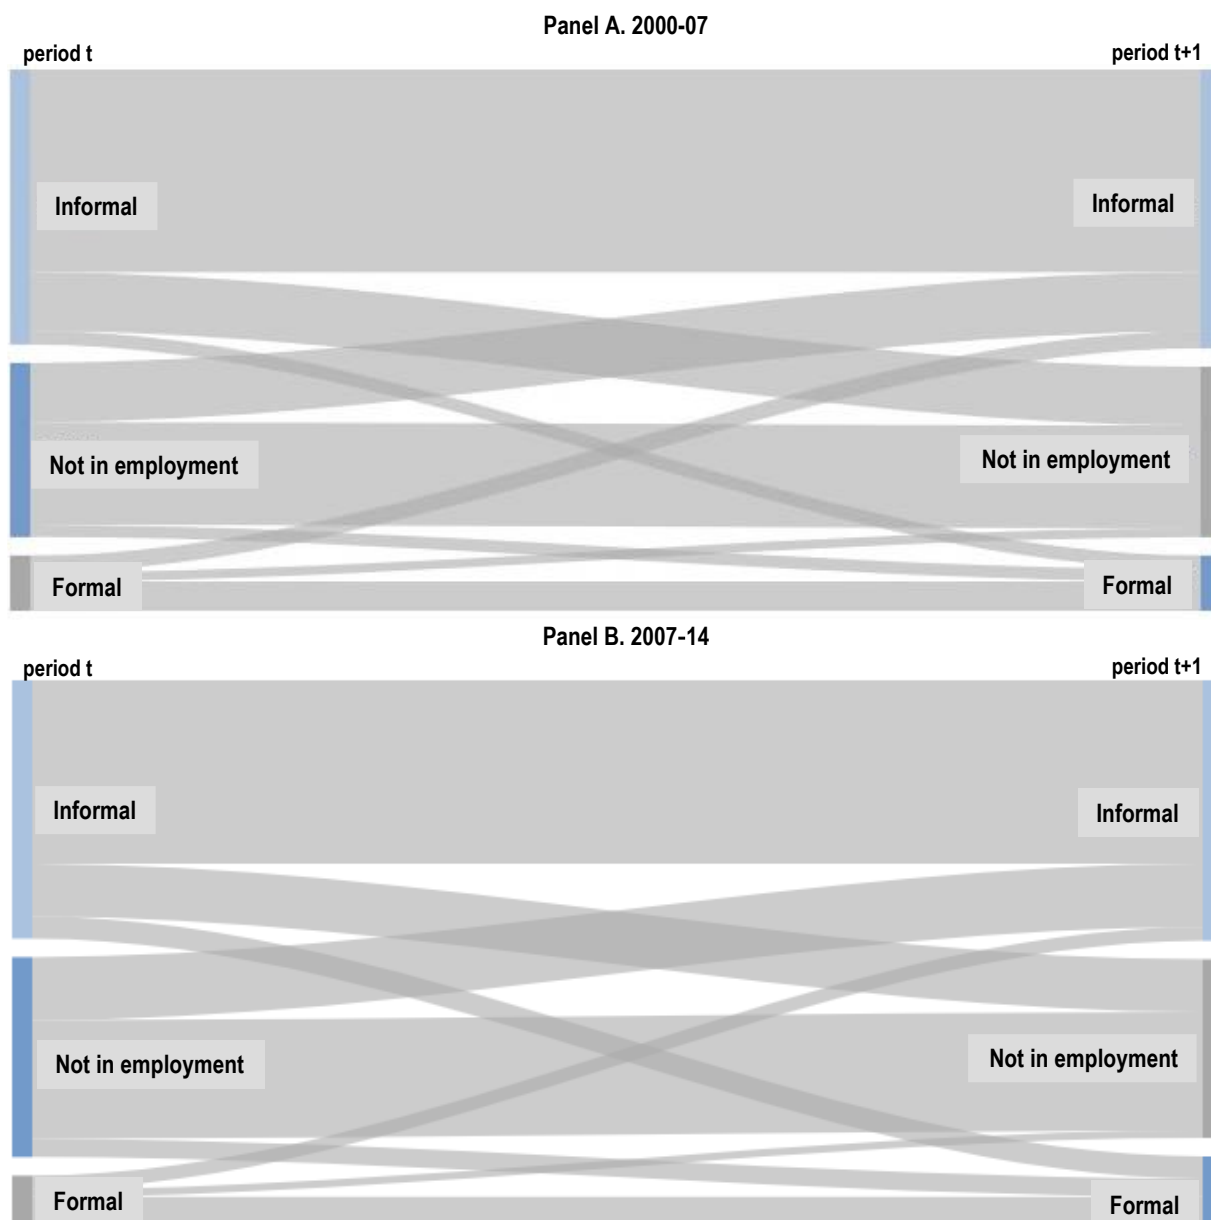 Panel A. 2000-07
period t
period t+1
Informal
Informal
Not in employment
Not in employment
Formal
Formal
Panel B. 2007-14
period t
period t+1
Informal
Informal
Not in employment
Not in employment
Formal
Formal